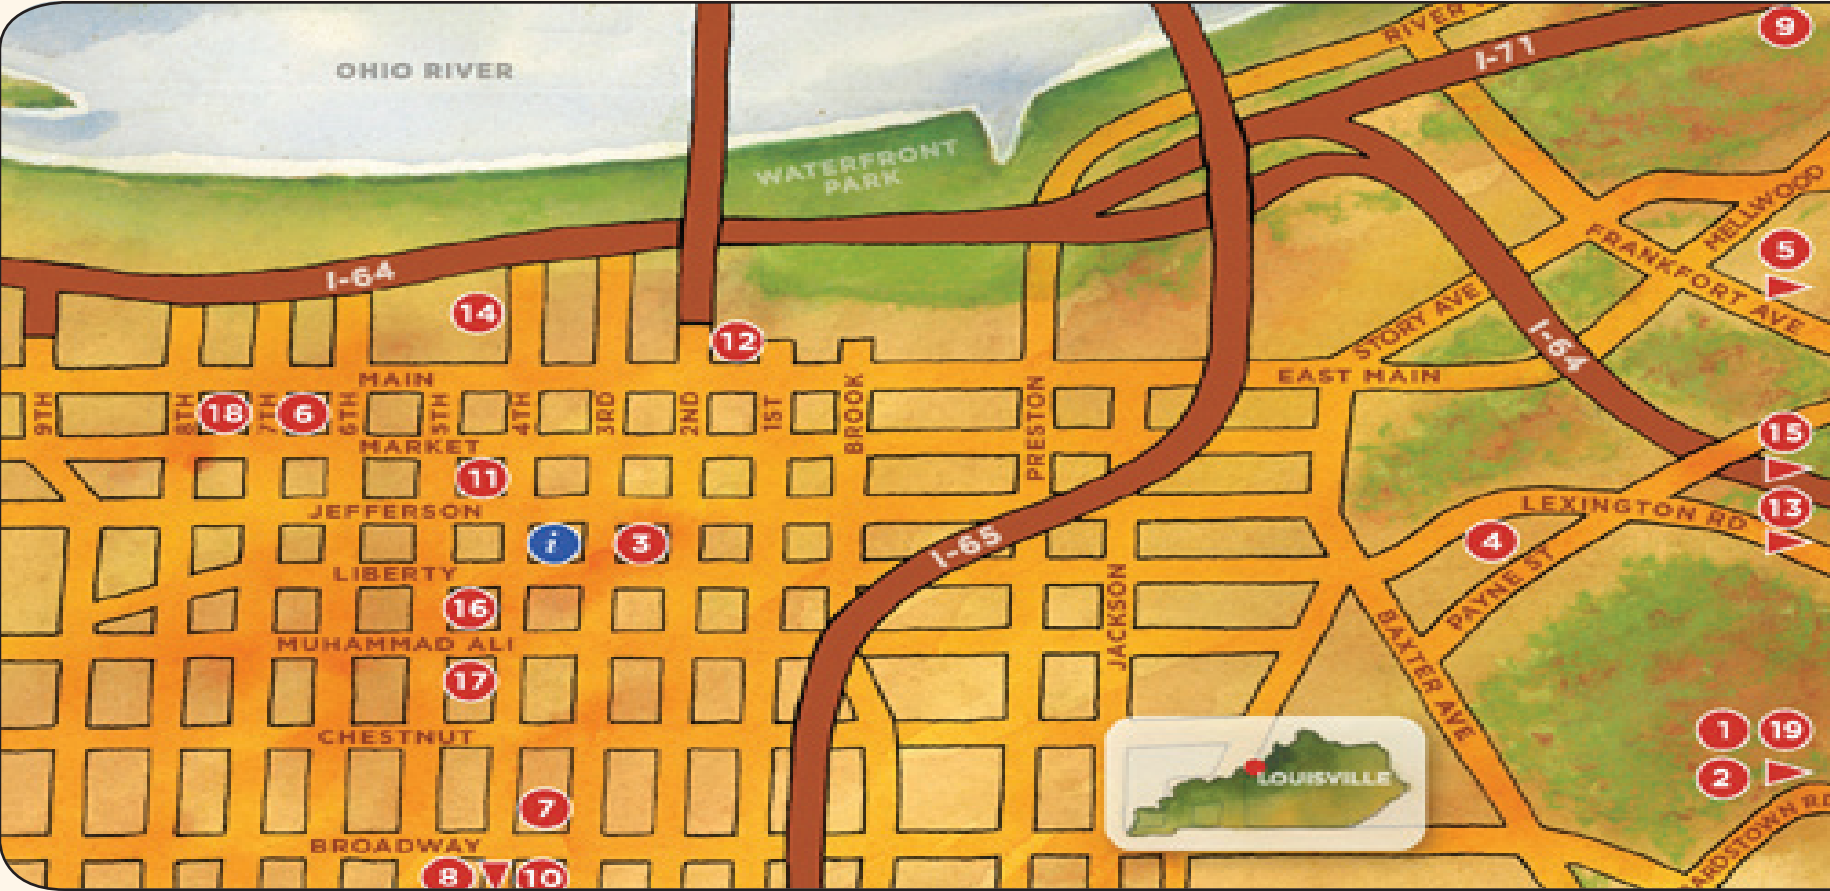 RIVER
9
I-71
OHIO RIVER
WATERFRONT
PARK
MELLWOOD
FRANKFORT AVE
5
I-64
14
12
STORY AVE
I-64
MAIN
EAST MAIN
9TH
8TH
18
7TH
6
6TH
5TH
4TH
3RD
2ND
1ST
BROOK
PRESTON
15
MARKET
11
JEFFERSON
LEXINGTON RD
13
i
3
I-65
4
LIBERTY
PAYNE ST
16
JACKSON
MUHAMMAD ALI
BAXTER AVE
17
CHESTNUT
1
19
LOUISVILLE
2
7
BROADWAY
ARDSTOWN RD
8
10